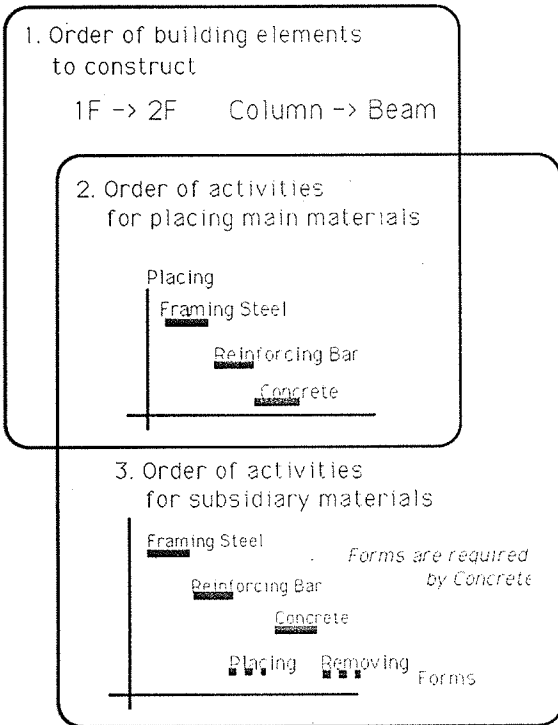 1. Order of building elements
to construct
1F -> 2F Column -> Beam
2. Order of activities
for placing main materials
Placing
Framing Steel
Reinforcing Bar
Concrete
3. Order of activities
for subsidiary materials
Framing Steel
Forms are required
by Concrete
Reinforcing Bar
Concrete
Placing Removing
Forms